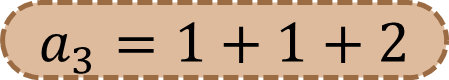 a₃ = 1 + 1 + 2